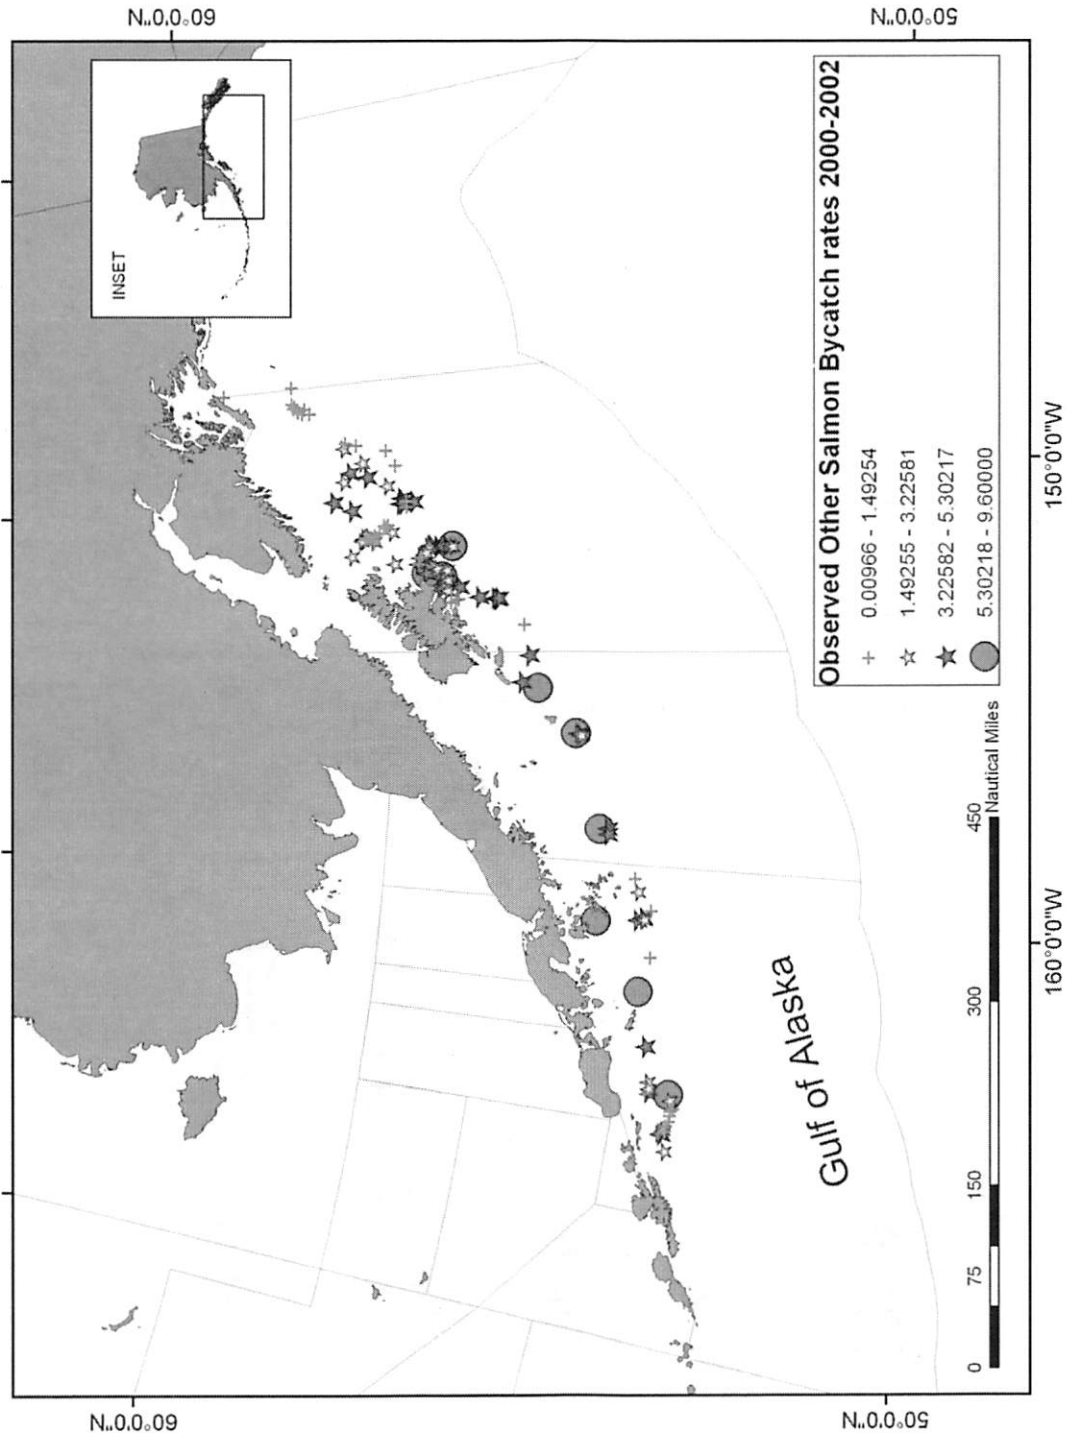 60°0'0"N
50°0'0"N
INSET
Observed Other Salmon Bycatch rates 2000-2002
0.00966 - 1.49254
1.49255 - 3.22581
3.22582 - 5.30217
5.30218 - 9.60000
Gulf of Alaska
0 75 150 300 450
Nautical Miles
160°0'0"W
150°0'0"W
60°0'0"N
50°0'0"N